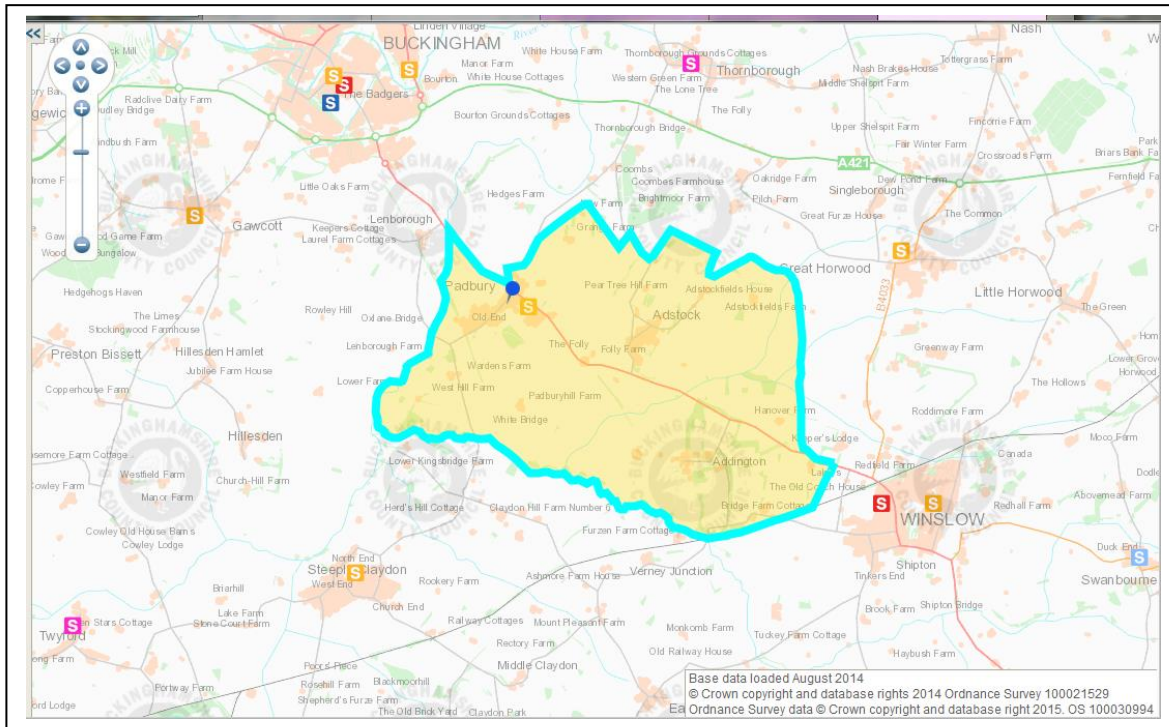 Nash
BUCKINGHAM
White House Farm
Thornborough Grounds Cottages
Tottergrass Farm
Manor Farm
Bourton
White House Cottages
Western Green Farm
Thornborough
Nash Brakes House
Middle Shelspit Farm
The Lone Tree
The Badgers
Radclive Dairy Farm
Dudley Bridge
The Folly
Bourton Grounds Cottages
Fincorrie Farm
Thornborough Bridge
Upper Shelspit Farm
Fair Winter Farm
Crossroads Farm
Briars Bank Farm
A421
Coombs
Coombes Farmhouse
Oakridge Farm
Dew Pond Farm
Little Oaks Farm
Hedges Farm
Brightmoor Farm
Pitch Farm
Singleborough
Lenborough
Great Furze House
The Common
Gawcott
Keepers Cottage
Laurel Farm Cottages
Great Horwood
Padbury
Pear Tree Hill Farm
Adstockfields House
Adstockfields Farm
Little Horwood
Hedgehogs Haven
The Limes
Rowley Hill
Oxlane Bridge
Old End
Adstock
B4033
The Green
Stockingwood Farmhouse
Preston Bissett
Hillesden Hamlet
Lenborough Farm
The Folly
Folly Farm
Greenway Farm
Jubilee Farm House
Wardens Farm
Copperhouse Farm
Lower Farm
West Hill Farm
Padburyhill Farm
The Hollows
White Bridge
Hanover Farm
Roddimore Farm
Hillesden
Keeper's Lodge
Moco Farm
Canada
Westfield Farm
Church-Hill Farm
Lower Kingsbridge Farm
Addington
Redfield Farm
The Old Coach House
Manor Farm
Herd's Hill Cottage
Claydon Hill Farm Number 6
Bridge Farm Cottage
Abovemead Farm
Redhall Farm
WINSLOW
Cowley Old House Barns
Cowley Lodge
Furzen Farm Cottage
North End
Steeple Claydon
West End
Rookery Farm
Ashmore Farm House
Verney Junction
Shipton
Tinkers End
Duck End
Swanbourne
Briarhill
Church End
Lake Farm
Stone Court Farm
Brook Farm
Shipton Bridge
Twyford
Railway Cottages
Mount Pleasant Farm
Monkomb Farm
Tuckey Farm Cottage
Rectory Farm
Old Railway House
Haybush Farm
Middle Claydon
Portway Farm
Poors' Piece
Rosehill Farm
Blackmoorhill
Shepherd's Furze Farm
The Old Brick Yard
Claydon Park
Base data loaded August 2014
© Crown copyright and database rights 2014 Ordnance Survey 100021529
Ordnance Survey data © Crown copyright and database right 2015. OS 100030994